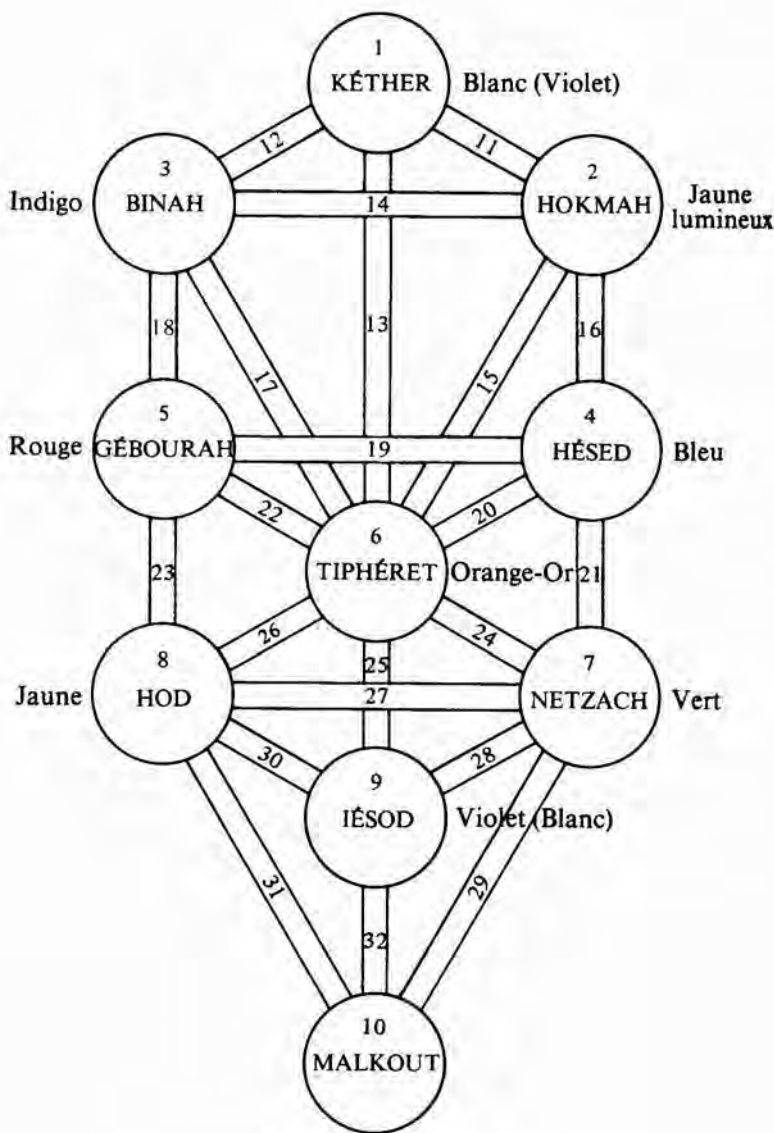 1
KÉTHER
Blanc (Violet)
12
11
3
BINAH
Indigo
2
HOKMAH
Jaune
lumineux
14
13
18
17
15
16
5
GÉBOURAH
Rouge
4
HÉSED
Bleu
19
22
20
6
TIPHÉRET
Orange-Or
23
21
26
24
25
8
HOD
Jaune
27
7
NETZACH
Vert
30
28
9
IÉSOD
Violet (Blanc)
31
29
32
10
MALKOUT